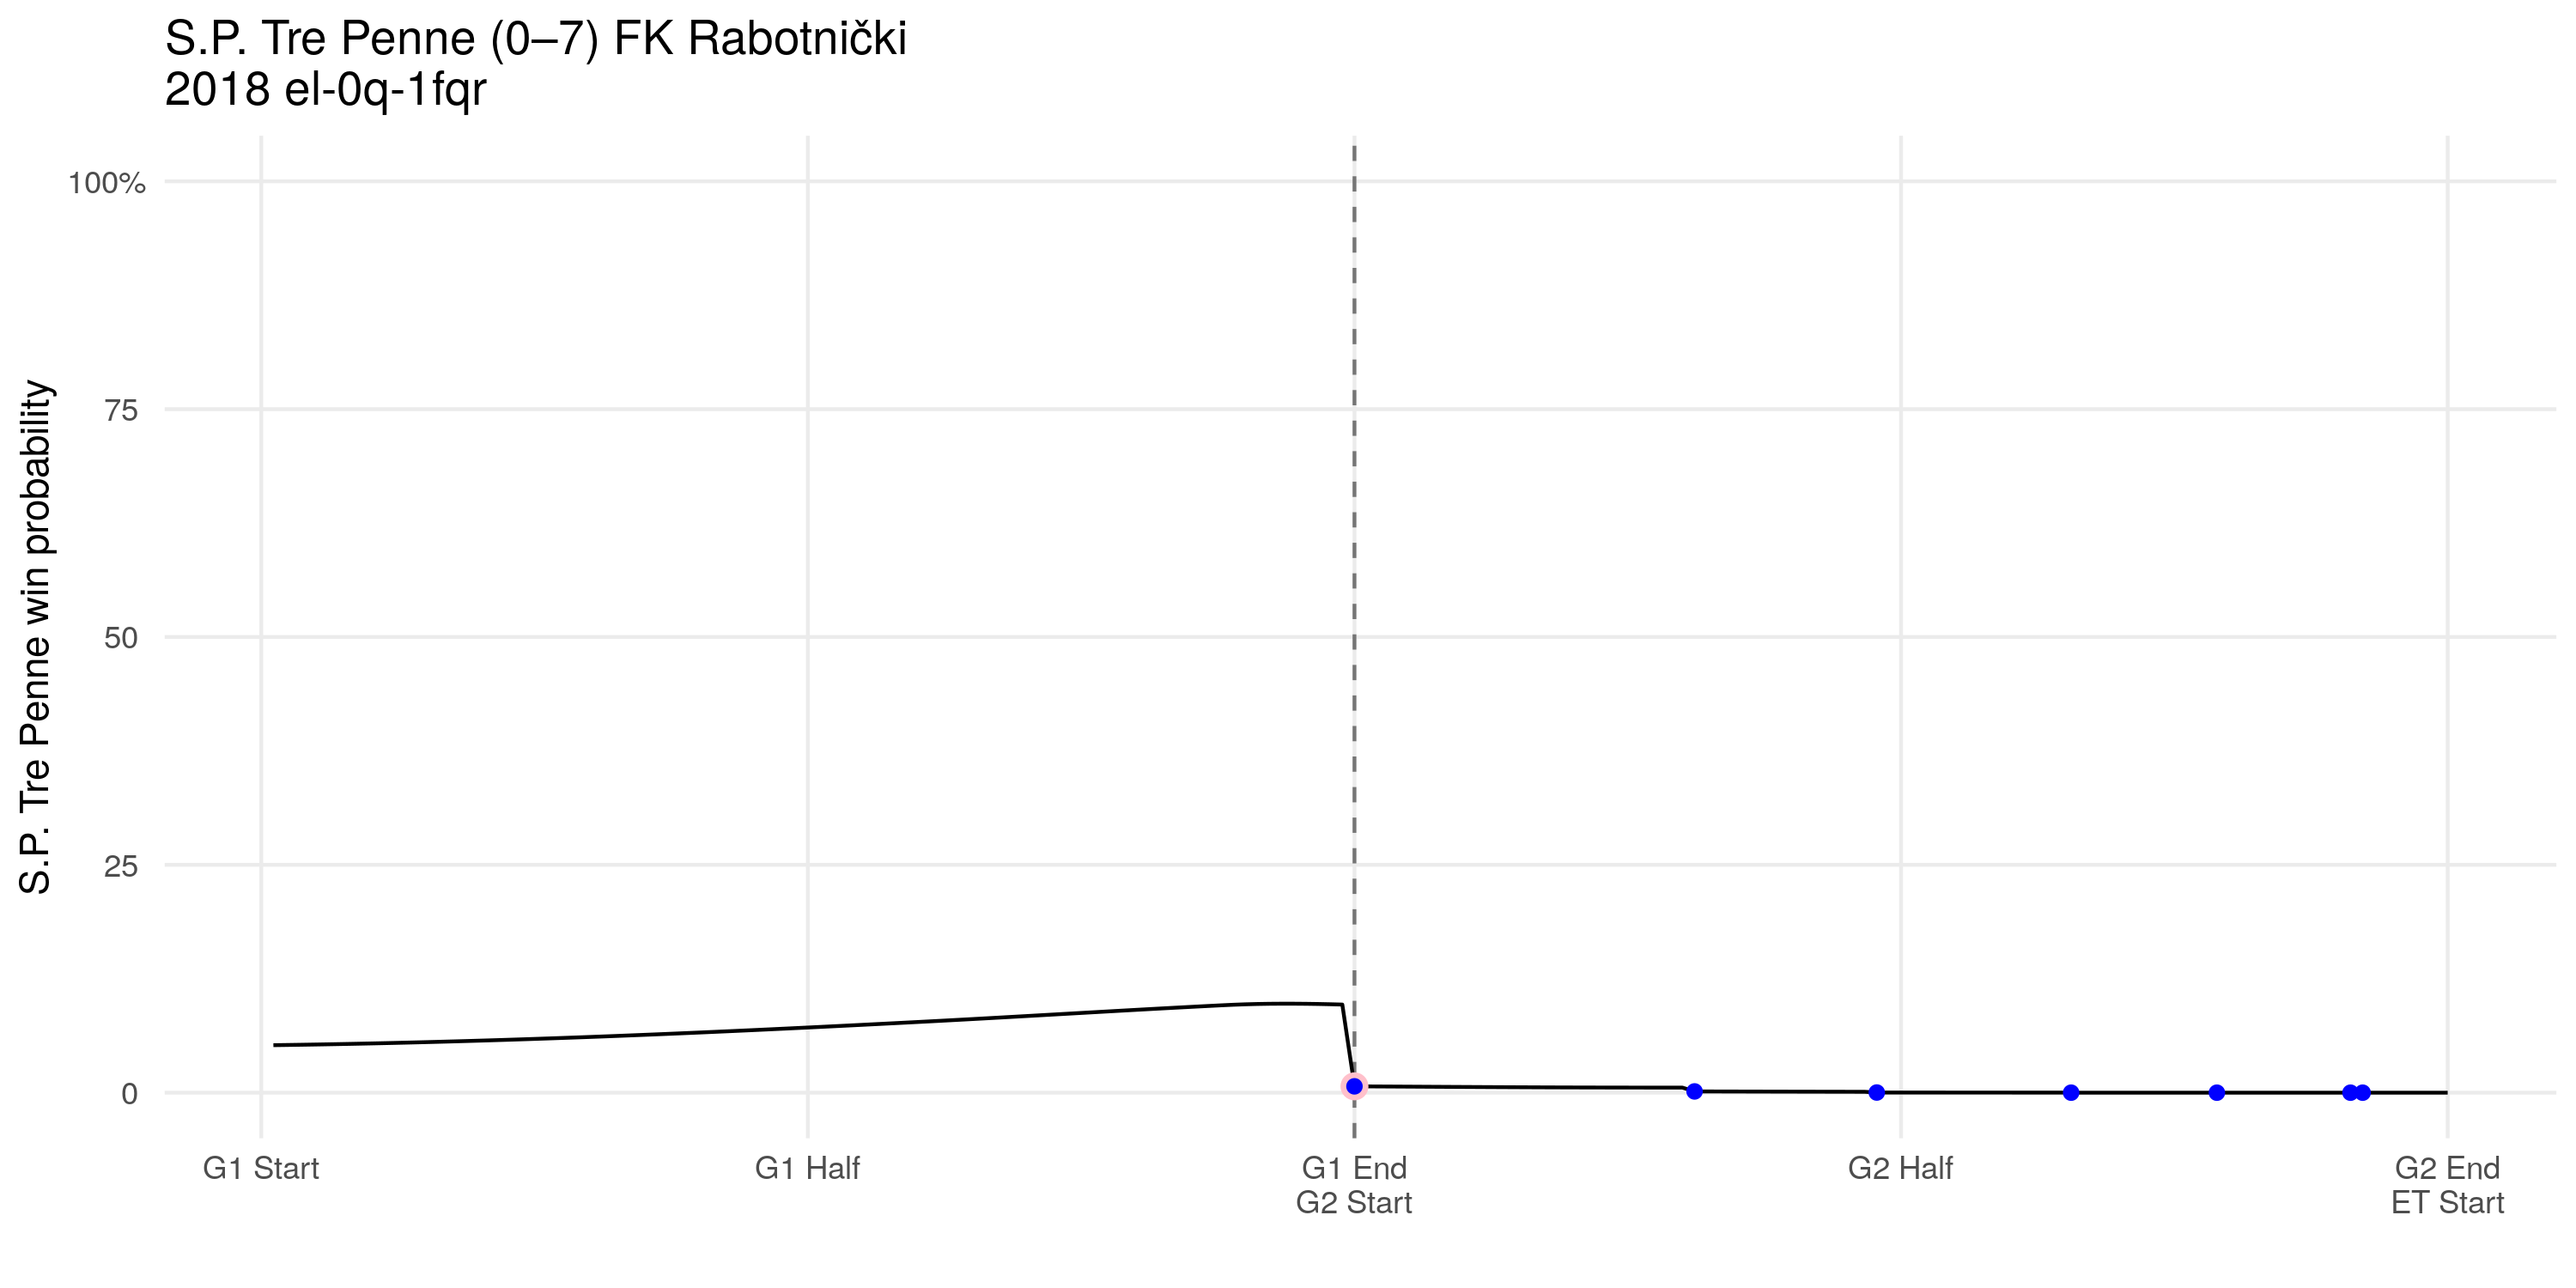 S.P. Tre Penne (0–7) FK Rabotnički
2018 el-0q-1fqr
S.P. Tre Penne win probability
100%
75
50
25
0
G1 Start
G1 Half
G1 End
G2 Start
G2 Half
G2 End
ET Start